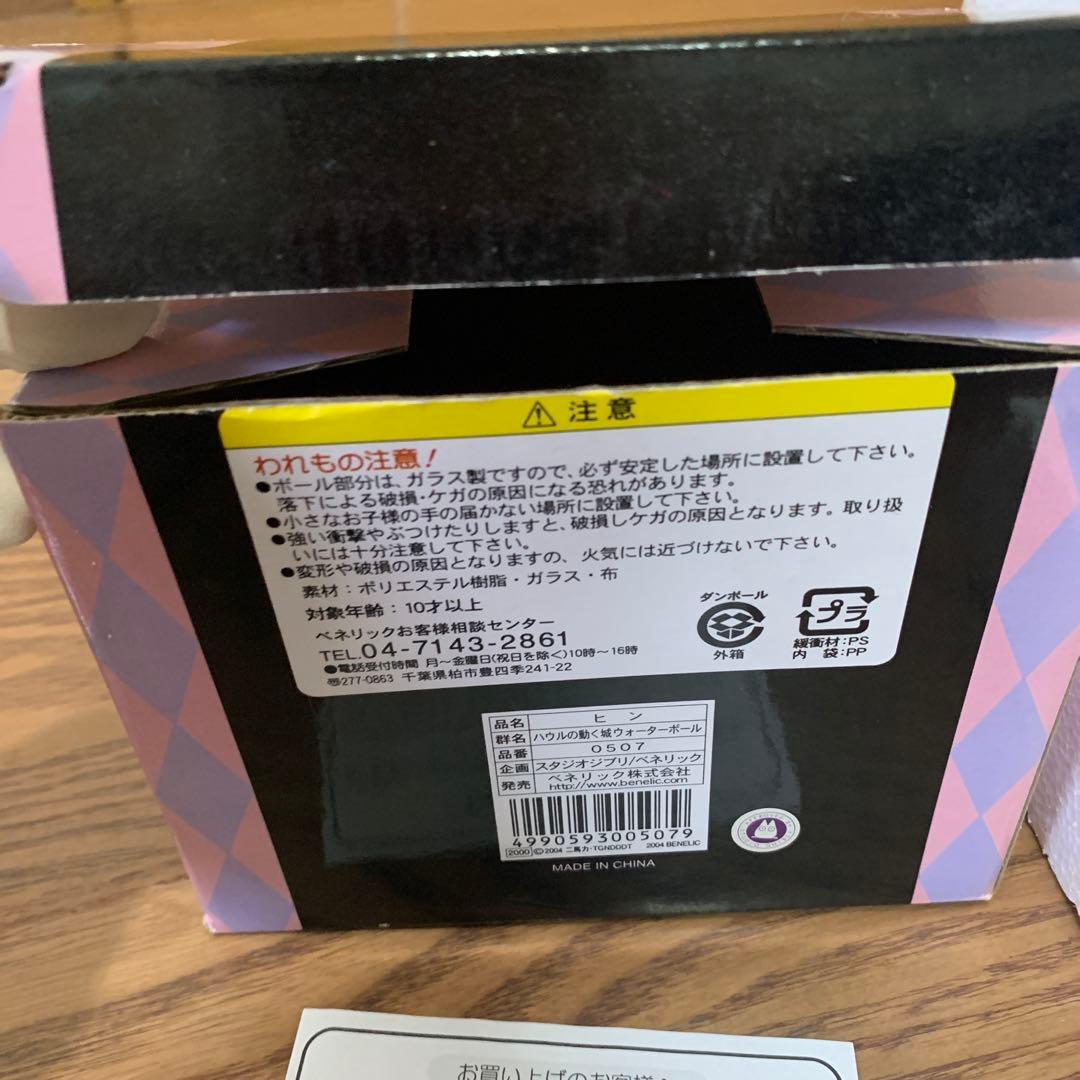 ⚠ 注意
われもの注意!
●ボール部分は、ガラス製ですので、必ず安定した場所に設置して下さい。
落下による破損・ケガの原因になる恐れがあります。
●小さなお子様の手の届かない場所に設置して下さい。
●強い衝撃やぶつけたりしますと、破損しケガの原因となります。取り扱
いには十分注意して下さい。
●変形や破損の原因となりますの、火気には近づけないで下さい。
素材：ポリエステル樹脂・ガラス・布
対象年齢：10才以上
ベネリックお客様相談センター
TEL.04-7143-2861
●電話受付時間 月～金曜日(祝日を除く)10時～16時
〠277-0863 千葉県柏市豊四季241-22
ダンボール
外箱
プラ
緩衝材:PS
内 袋:PP
品名 ヒン
群名 ハウルの動く城ウォーターボール
品番 0507
企画 スタジオジブリ/ベネリック
発売 ベネリック株式会社
http://www.benelic.com
4990593005079
[2000]©2004 二馬力・TGNDDDT 2004 BENELIC
MADE IN CHINA
お買い上げのお客様へ